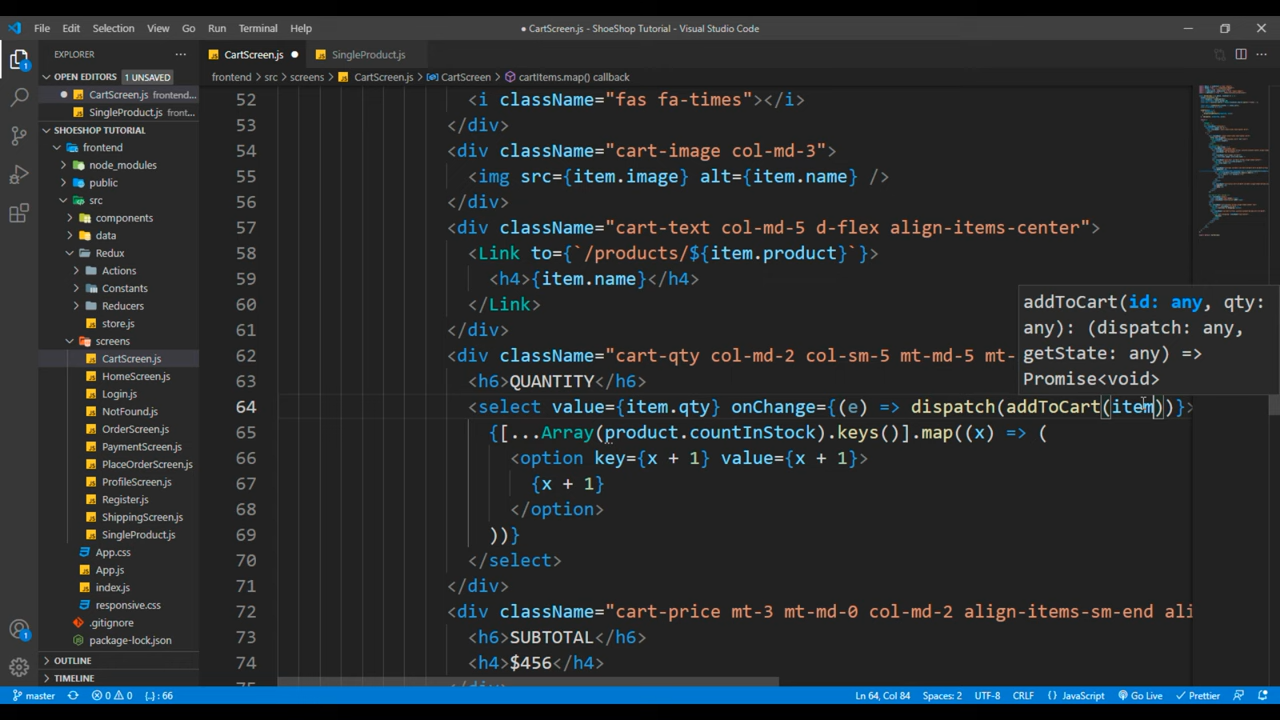 File Edit Selection View Go Run Terminal Help
● CartScreen.js - ShoeShop Tutorial - Visual Studio Code
EXPLORER
OPEN EDITORS 1 UNSAVED
CartScreen.js frontend...
SingleProduct.js front...
SHOESHOP TUTORIAL
frontend
node_modules
public
src
components
data
Redux
Actions
Constants
Reducers
store.js
screens
CartScreen.js
HomeScreen.js
Login.js
NotFound.js
OrderScreen.js
PaymentScreen.js
PlaceOrderScreen.js
ProfileScreen.js
Register.js
ShippingScreen.js
SingleProduct.js
App.css
App.js
index.js
responsive.css
.gitignore
package-lock.json
OUTLINE
TIMELINE
CartScreen.js SingleProduct.js
frontend > src > screens > CartScreen.js > CartScreen > cartItems.map() callback
52 <i className="fas fa-times"></i>
53 </div>
54 <div className="cart-image col-md-3">
55 <img src={item.image} alt={item.name} />
56 </div>
57 <div className="cart-text col-md-5 d-flex align-items-center">
58 <Link to={`/products/${item.product}`}>
59 <h4>{item.name}</h4>
60 </Link>
61 </div>
62 <div className="cart-qty col-md-2 col-sm-5 mt-md-5 mt-
63 <h6>QUANTITY</h6>
64 <select value={item.qty} onChange={(e) => dispatch(addToCart(item))}>
65 {[...Array(product.countInStock).keys()].map((x) => (
66 <option key={x + 1} value={x + 1}>
67 {x + 1}
68 </option>
69 ))}
70 </select>
71 </div>
72 <div className="cart-price mt-3 mt-md-0 col-md-2 align-items-sm-end ali
73 <h6>SUBTOTAL</h6>
74 <h4>$456</h4>
addToCart(id: any, qty:
any): (dispatch: any,
getState: any) =>
Promise<void>
master 0 0 {..} : 66 Ln 64, Col 84 Spaces: 2 UTF-8 CRLF {} JavaScript Go Live Prettier